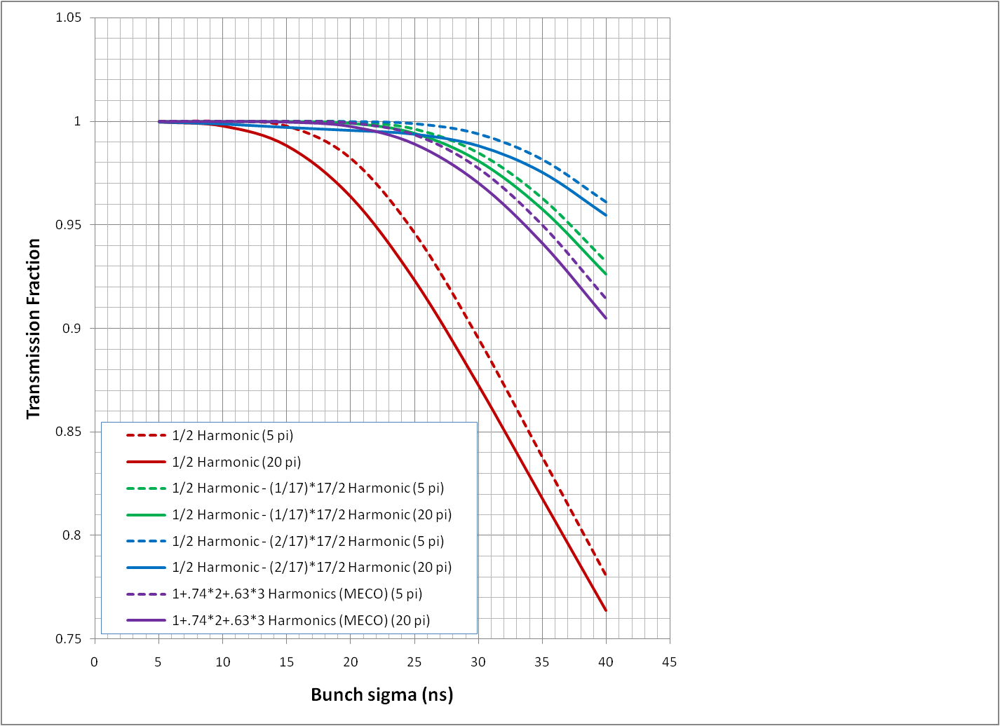 1.05
1
0.95
0.9
0.85
0.8
0.75
Transmission Fraction
1/2 Harmonic (5 pi)
1/2 Harmonic (20 pi)
1/2 Harmonic - (1/17)*17/2 Harmonic (5 pi)
1/2 Harmonic - (1/17)*17/2 Harmonic (20 pi)
1/2 Harmonic - (2/17)*17/2 Harmonic (5 pi)
1/2 Harmonic - (2/17)*17/2 Harmonic (20 pi)
1+.74*2+.63*3 Harmonics (MECO) (5 pi)
1+.74*2+.63*3 Harmonics (MECO) (20 pi)
0 5 10 15 20 25 30 35 40 45
Bunch sigma (ns)